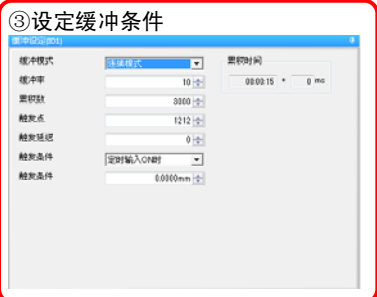 ③设定缓冲条件
缓冲设定(ID1)
缓冲模式 连续模式 累积时间
缓冲率 10 00:00:15 * 0 ms
累积数 3000
触发点 1212
触发延迟 0
触发条件 定时输入ON时
触发条件 0.0000mm